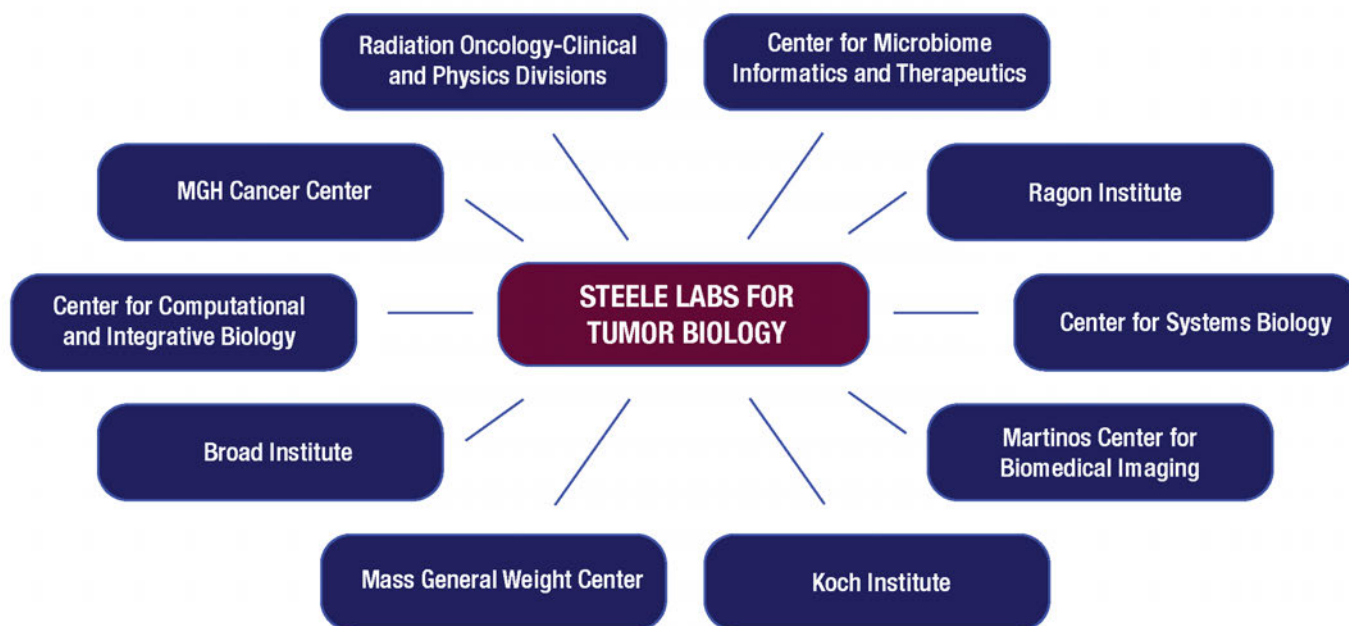 Radiation Oncology-Clinical
and Physics Divisions
Center for Microbiome
Informatics and Therapeutics
MGH Cancer Center
Ragon Institute
Center for Computational
and Integrative Biology
STEELE LABS FOR
TUMOR BIOLOGY
Center for Systems Biology
Broad Institute
Martinos Center for
Biomedical Imaging
Mass General Weight Center
Koch Institute